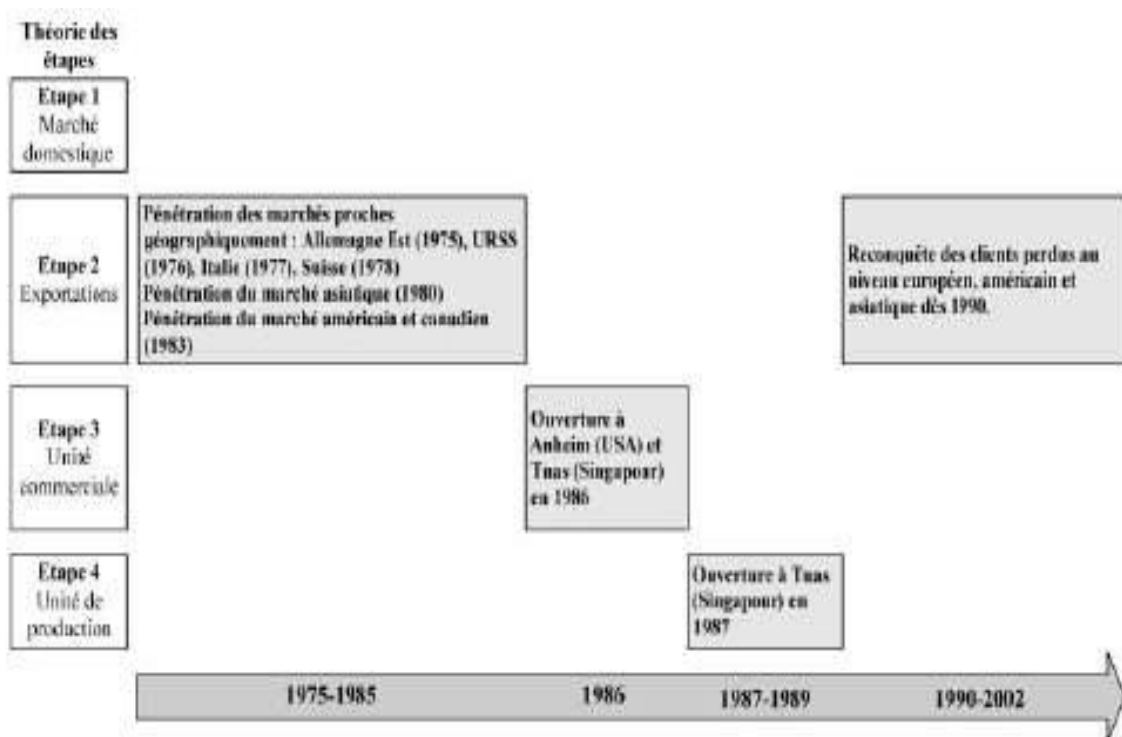 Théorie des
étapes
Etape 1
Marché
domestique
Etape 2
Exportations
Pénétration des marchés proches
géographiquement : Allemagne Est (1975), URSS
(1976), Italie (1977), Suisse (1978)
Pénétration du marché asiatique (1980)
Pénétration du marché américain et canadien
(1983)
Reconquête des clients perdus au
niveau européen, américain et
asiatique dès 1990.
Etape 3
Unité
commerciale
Ouverture à
Anheim (USA) et
Tuas (Singapour)
en 1986
Etape 4
Unité de
production
Ouverture à Tuas
(Singapour) en
1987
1975-1985
1986
1987-1989
1990-2002